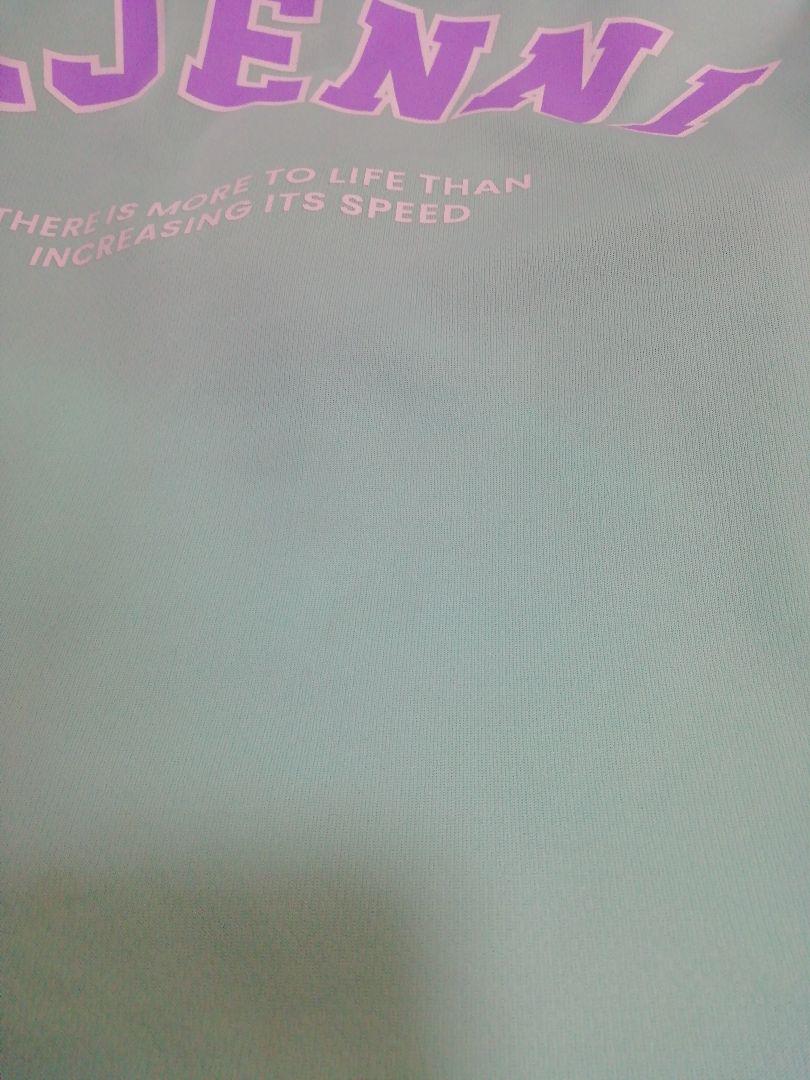 JENNI
THERE IS MORE TO LIFE THAN
INCREASING ITS SPEED